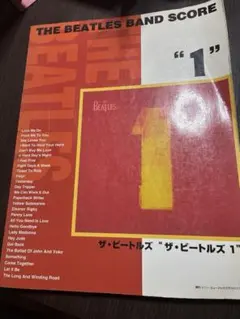 THE BEATLES BAND SCORE
"1"
THE
BEATLES
Beatles
1
Love Me Do
From Me To You
She Loves You
I Want To Hold Your Hand
Can't Buy Me Love
A Hard Day's Night
I Feel Fine
Eight Days A Week
Ticket To Ride
Help!
Yesterday
Day Tripper
We Can Work It Out
Paperback Writer
Yellow Submarine
Eleanor Rigby
Penny Lane
All You Need Is Love
Hello Goodbye
Lady Madonna
Hey Jude
Get Back
The Ballad Of John And Yoko
Something
Come Together
Let It Be
The Long And Winding Road
ザ・ビートルズ "ザ・ビートルズ 1"